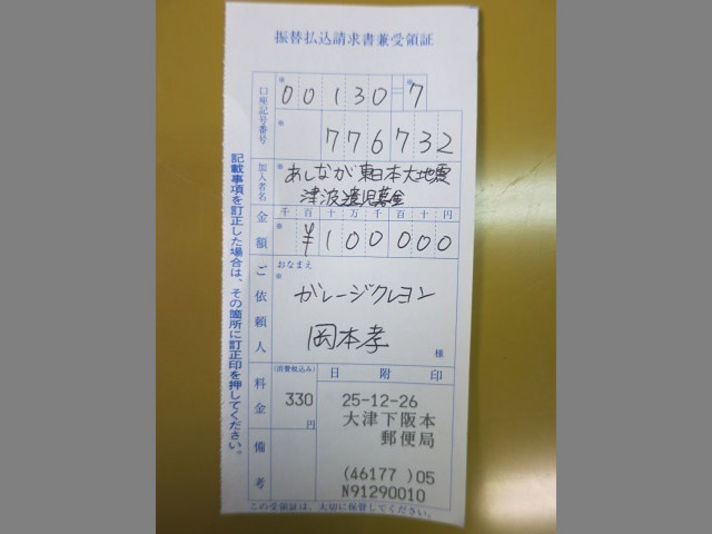 振替払込請求書兼受領証
口座記号番号
※00130=※7
※776732
加入者名
※あしなが東日本大地震
津波遺児募金
金額
千百十万千百十円
※¥100000
ご依頼人
おなまえ
※
ガレージクレヨン
岡本孝
様
料金
(消費税込み)
330
円
日附印
25-12-26
大津下阪本
郵便局
(46177 )05
N91290010
備考
この受領証は、大切に保管してください。
記載事項を訂正した場合は、その箇所に訂正印を押してください。